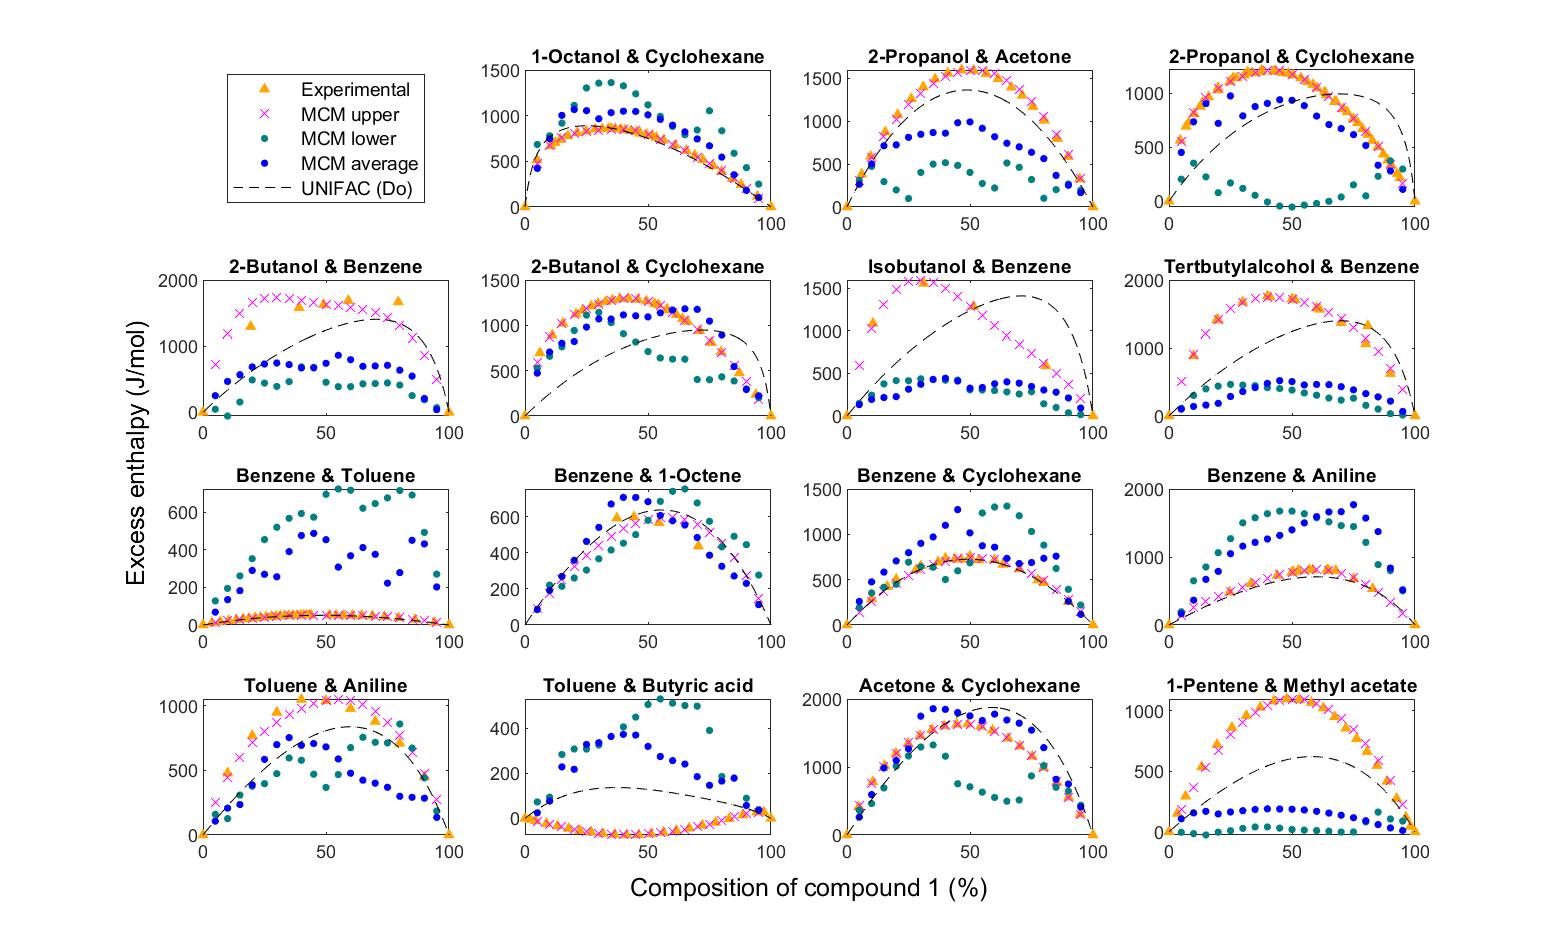 1-Octanol & Cyclohexane
2-Propanol & Acetone
2-Propanol & Cyclohexane
Experimental
MCM upper
MCM lower
MCM average
UNIFAC (Do)
1500
1000
500
0
0 50 100
1500
1000
500
0
0 50 100
1000
500
0
0 50 100
2-Butanol & Benzene
2-Butanol & Cyclohexane
Isobutanol & Benzene
Tertbutylalcohol & Benzene
2000
1000
0
0 50 100
1500
1000
500
0
0 50 100
1500
1000
500
0
0 50 100
2000
1000
0
0 50 100
Excess enthalpy (J/mol)
Benzene & Toluene
Benzene & 1-Octene
Benzene & Cyclohexane
Benzene & Aniline
600
400
200
0
0 50 100
600
400
200
0
0 50 100
1500
1000
500
0
0 50 100
2000
1000
0
0 50 100
Toluene & Aniline
Toluene & Butyric acid
Acetone & Cyclohexane
1-Pentene & Methyl acetate
1000
500
0
0 50 100
400
200
0
0 50 100
2000
1000
0
0 50 100
1000
500
0
0 50 100
Composition of compound 1 (%)